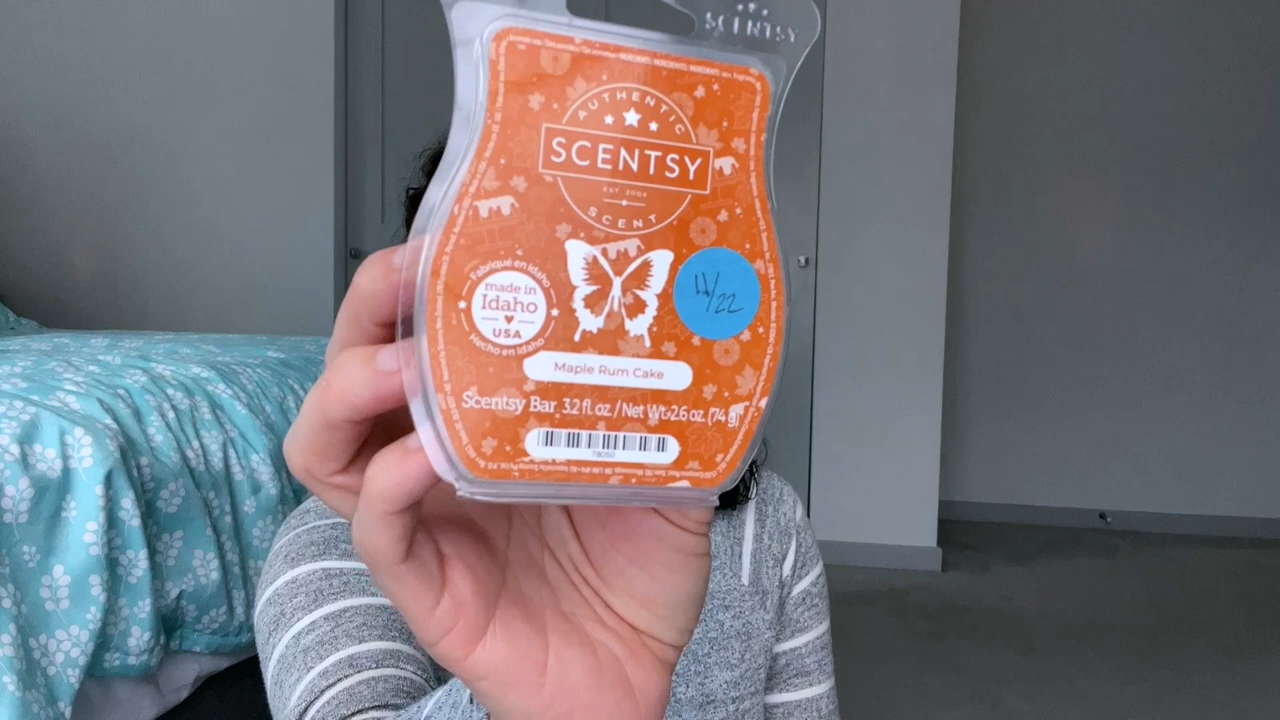 SCENTSY
AUTHENTIC
SCENTSY
EST 2004
SCENT
Fabriqué en Idaho
made in
Idaho
USA
Hecho en Idaho
11/22
Maple Rum Cake
Scentsy Bar 3.2 fl. oz / Net Wt. 2.6 oz. (74 g)
78050